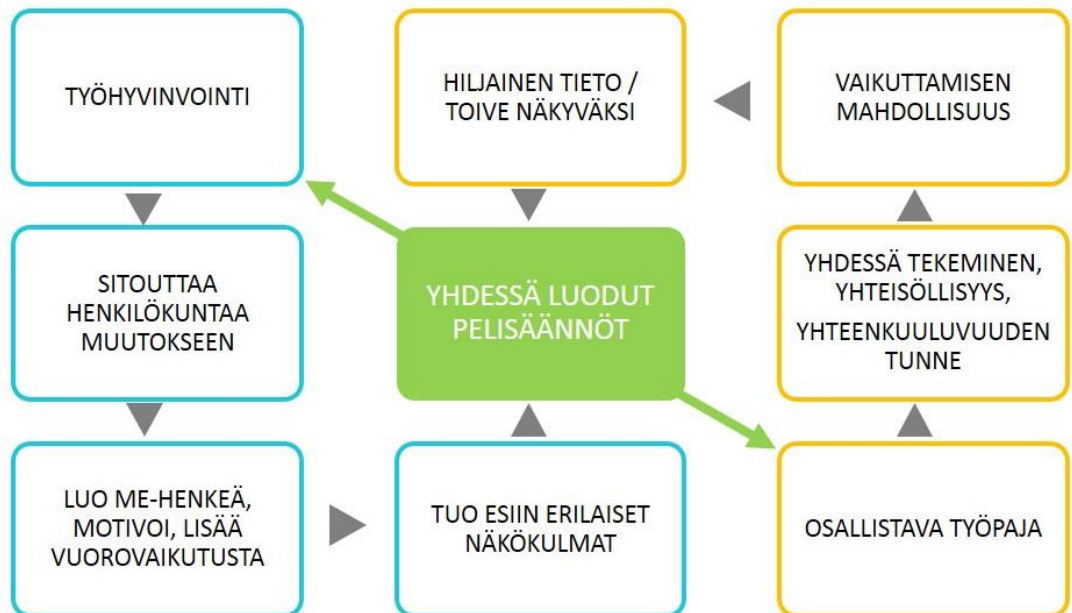 TYÖHYVINVOINTI
HILJAINEN TIETO /
TOIVE NÄKYVÄKSI
VAIKUTTAMISEN
MAHDOLLISUUS
SITOUTTAA
HENKILÖKUNTAA
MUUTOKSEEN
YHDESSÄ LUODUT
PELISÄÄNNÖT
YHDESSÄ TEKEMINEN,
YHTEISÖLLISYYS,
YHTEENKUULUVUUDEN
TUNNE
LUO ME-HENKEÄ,
MOTIVOI, LISÄÄ
VUOROVAIKUTUSTA
TUO ESIIN ERILAISET
NÄKÖKULMAT
OSALLISTAVA TYÖPAJA